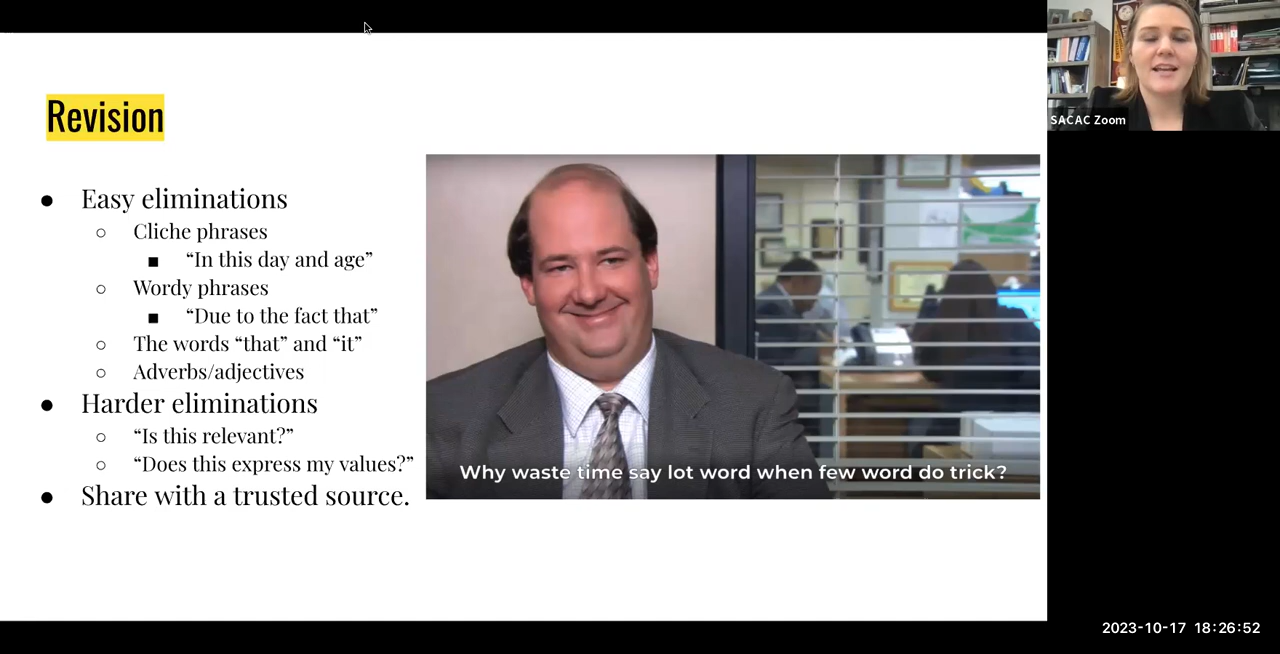 Revision
● Easy eliminations
○ Cliche phrases
■ “In this day and age”
○ Wordy phrases
■ “Due to the fact that”
○ The words “that” and “it”
○ Adverbs/adjectives
● Harder eliminations
○ “Is this relevant?”
○ “Does this express my values?”
● Share with a trusted source.
Why waste time say lot word when few word do trick?
SACAC Zoom
2023-10-17 18:26:52